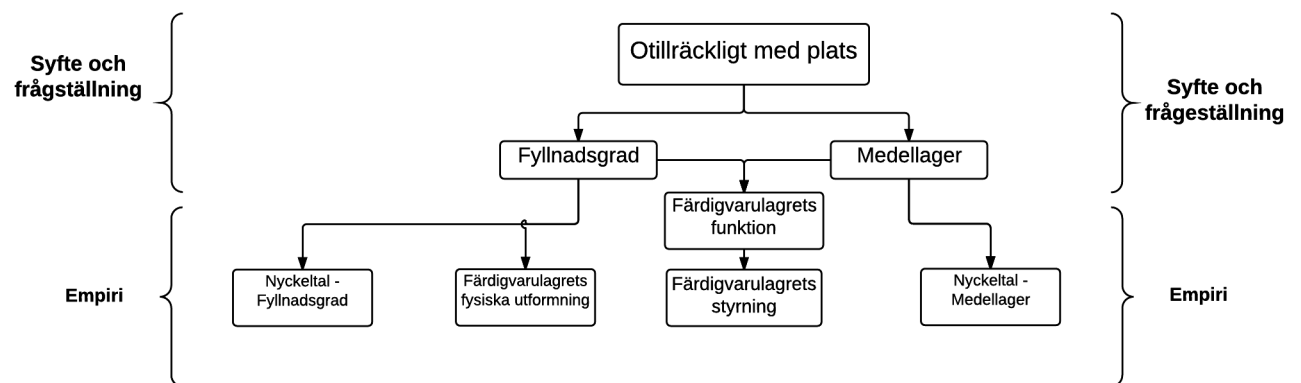 Otillräckligt med plats
Syfte och
frågställning
Syfte och
frågeställning
Fyllnadsgrad
Medellager
Färdigvarulagrets
funktion
Nyckeltal -
Fyllnadsgrad
Färdigvarulagrets
fysiska utformning
Färdigvarulagrets
styrning
Nyckeltal -
Medellager
Empiri
Empiri